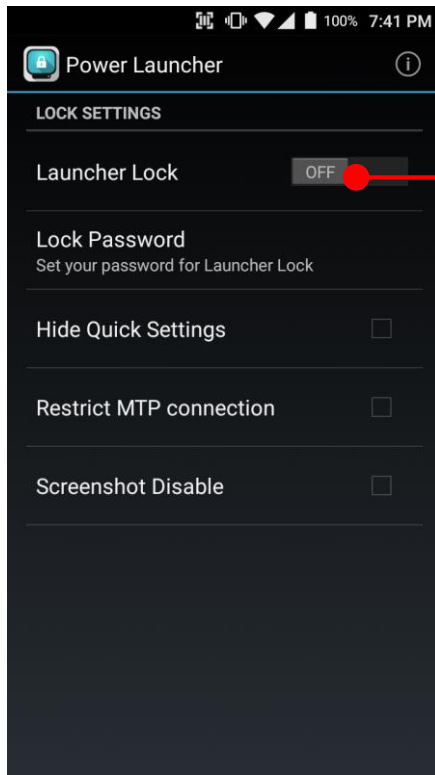 100% 7:41 PM
Power Launcher
LOCK SETTINGS
Launcher Lock OFF
Lock Password
Set your password for Launcher Lock
Hide Quick Settings
Restrict MTP connection
Screenshot Disable